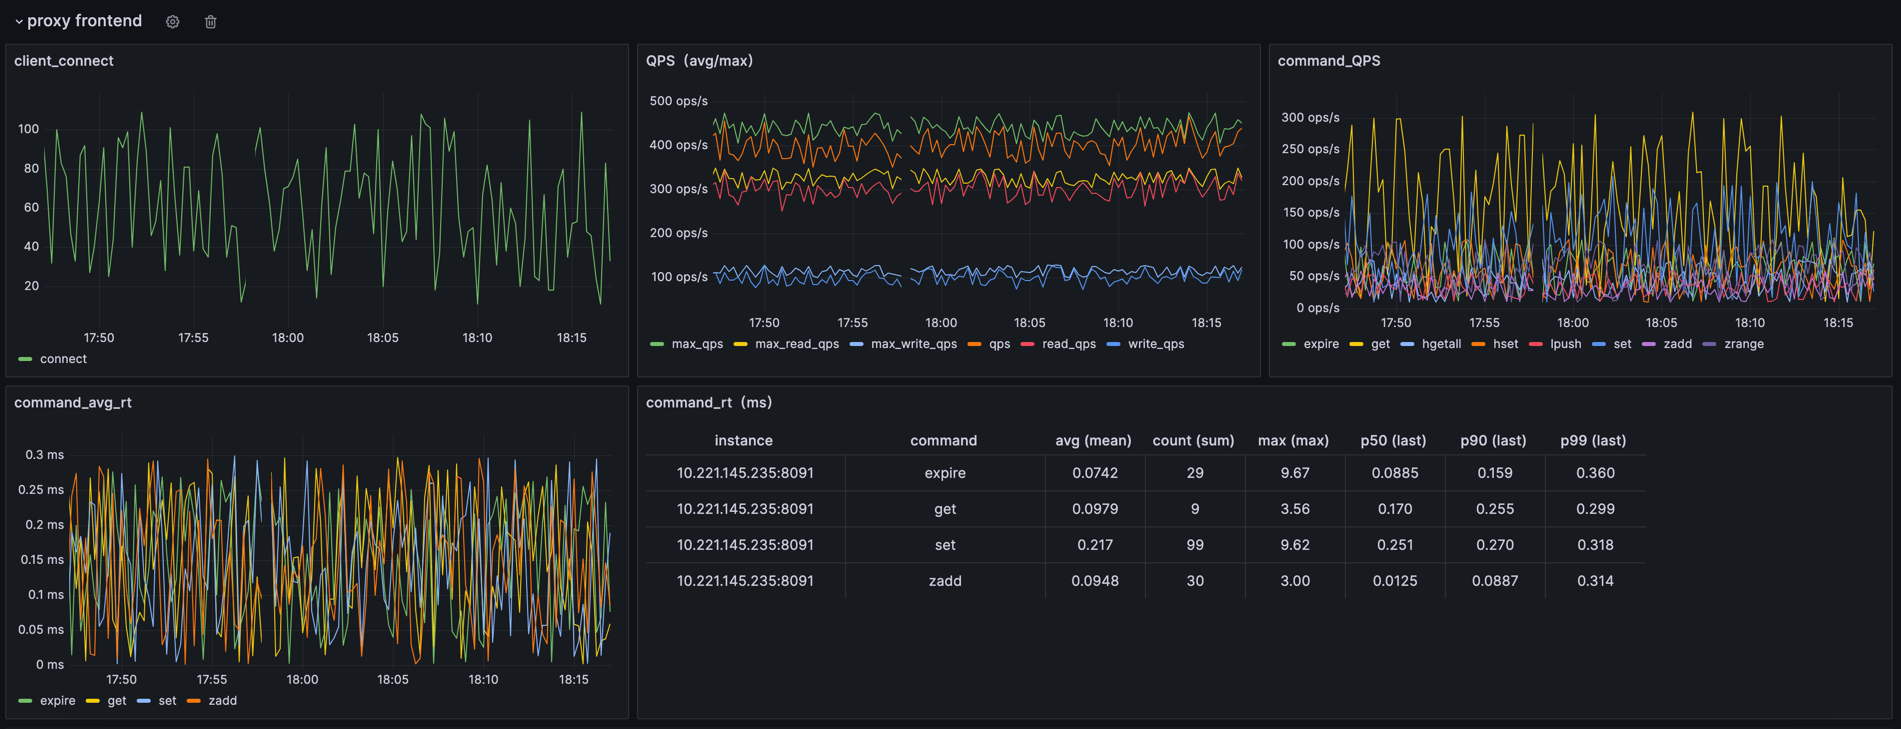 proxy frontend
client_connect
100
80
60
40
20
17:50 17:55 18:00 18:05 18:10 18:15
connect
QPS（avg/max）
500 ops/s
400 ops/s
300 ops/s
200 ops/s
100 ops/s
17:50 17:55 18:00 18:05 18:10 18:15
max_qps max_read_qps max_write_qps qps read_qps write_qps
command_QPS
300 ops/s
250 ops/s
200 ops/s
150 ops/s
100 ops/s
50 ops/s
0 ops/s
17:50 17:55 18:00 18:05 18:10 18:15
expire get hgetall hset lpush set zadd zrange
command_avg_rt
0.3 ms
0.25 ms
0.2 ms
0.15 ms
0.1 ms
0.05 ms
0 ms
17:50 17:55 18:00 18:05 18:10 18:15
expire get set zadd
command_rt（ms）
instance command avg (mean) count (sum) max (max) p50 (last) p90 (last) p99 (last)
10.221.145.235:8091 expire 0.0742 29 9.67 0.0885 0.159 0.360
10.221.145.235:8091 get 0.0979 9 3.56 0.170 0.255 0.299
10.221.145.235:8091 set 0.217 99 9.62 0.251 0.270 0.318
10.221.145.235:8091 zadd 0.0948 30 3.00 0.0125 0.0887 0.314